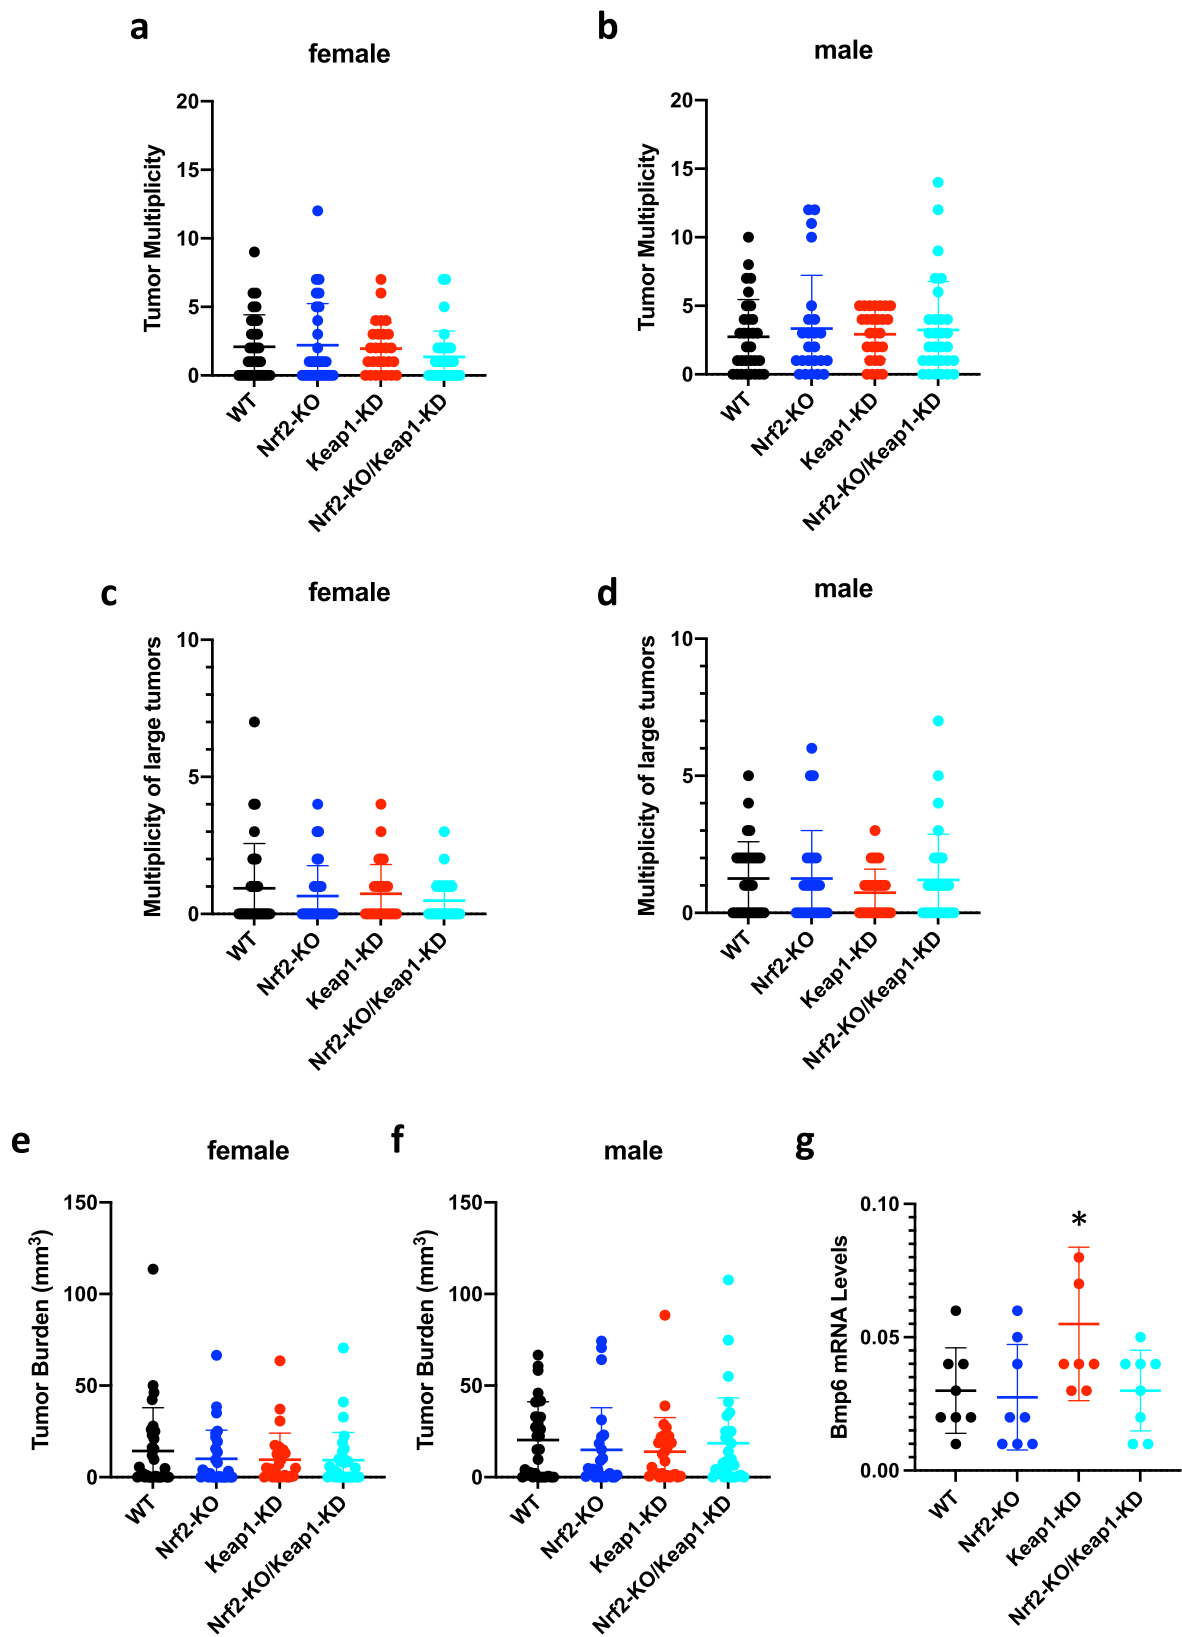 a
female
Tumor Multiplicity
20
15
10
5
0
WT
Nrf2-KO
Keap1-KD
Nrf2-KO/Keap1-KD
b
male
Tumor Multiplicity
20
15
10
5
0
WT
Nrf2-KO
Keap1-KD
Nrf2-KO/Keap1-KD
c
female
Multiplicity of large tumors
10
5
0
WT
Nrf2-KO
Keap1-KD
Nrf2-KO/Keap1-KD
d
male
Multiplicity of large tumors
10
5
0
WT
Nrf2-KO
Keap1-KD
Nrf2-KO/Keap1-KD
e
female
Tumor Burden (mm³)
150
100
50
0
WT
Nrf2-KO
Keap1-KD
Nrf2-KO/Keap1-KD
f
male
Tumor Burden (mm³)
150
100
50
0
WT
Nrf2-KO
Keap1-KD
Nrf2-KO/Keap1-KD
g
Bmp6 mRNA Levels
0.10
0.05
0.00
*
WT
Nrf2-KO
Keap1-KD
Nrf2-KO/Keap1-KD